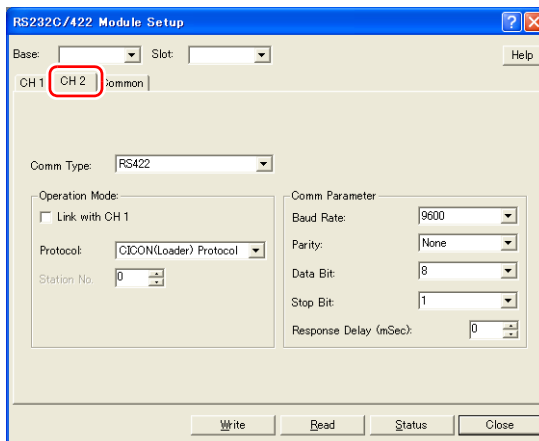 RS232C/422 Module Setup
Base: Slot: Help
CH 1 CH 2 Common
Comm Type: RS422
Operation Mode: Comm Parameter
Link with CH 1 Baud Rate: 9600
Protocol: CICON(Loader) Protocol Parity: None
Station No. 0 Data Bit: 8
Stop Bit: 1
Response Delay (mSec): 0
Write Read Status Close